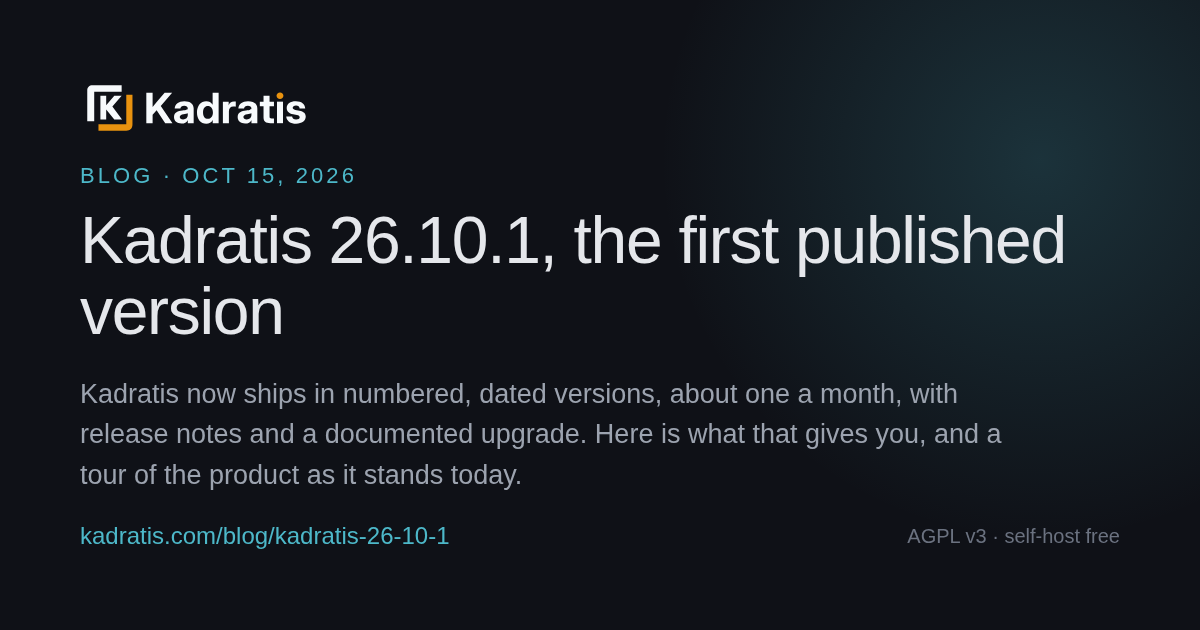 K Kadratis
BLOG · OCT 15, 2026
Kadratis 26.10.1, the first published
version
Kadratis now ships in numbered, dated versions, about one a month, with
release notes and a documented upgrade. Here is what that gives you, and a
tour of the product as it stands today.
kadratis.com/blog/kadratis-26-10-1
AGPL v3 · self-host free